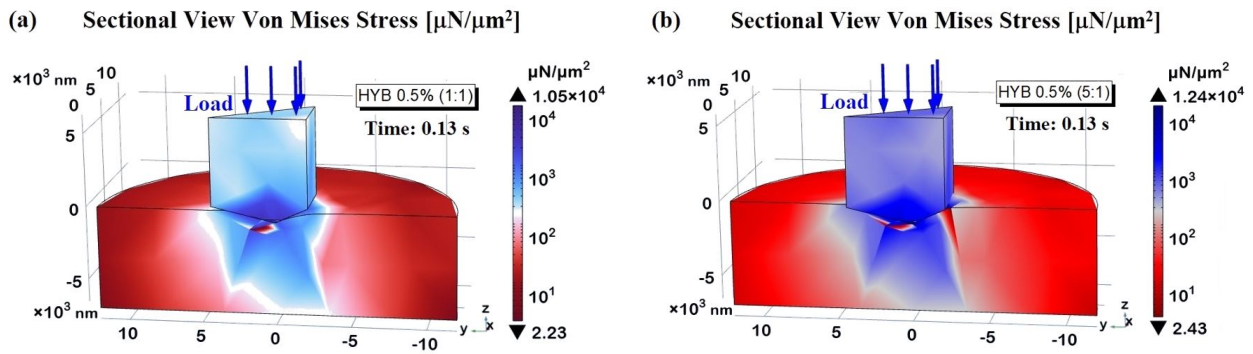 (a) Sectional View Von Mises Stress [µN/µm²]
×10³ nm
10
5
0
5
0
-5
×10³ nm
10
5
0
-5
-10
Load
HYB 0.5% (1:1)
Time: 0.13 s
µN/µm²
1.05×10⁴
10⁴
10³
10²
10¹
2.23
z
y
x
(b) Sectional View Von Mises Stress [µN/µm²]
×10³ nm
10
5
0
5
0
-5
×10³ nm
10
5
0
-5
-10
Load
HYB 0.5% (5:1)
Time: 0.13 s
µN/µm²
1.24×10⁴
10⁴
10³
10²
10¹
2.43
z
y
x